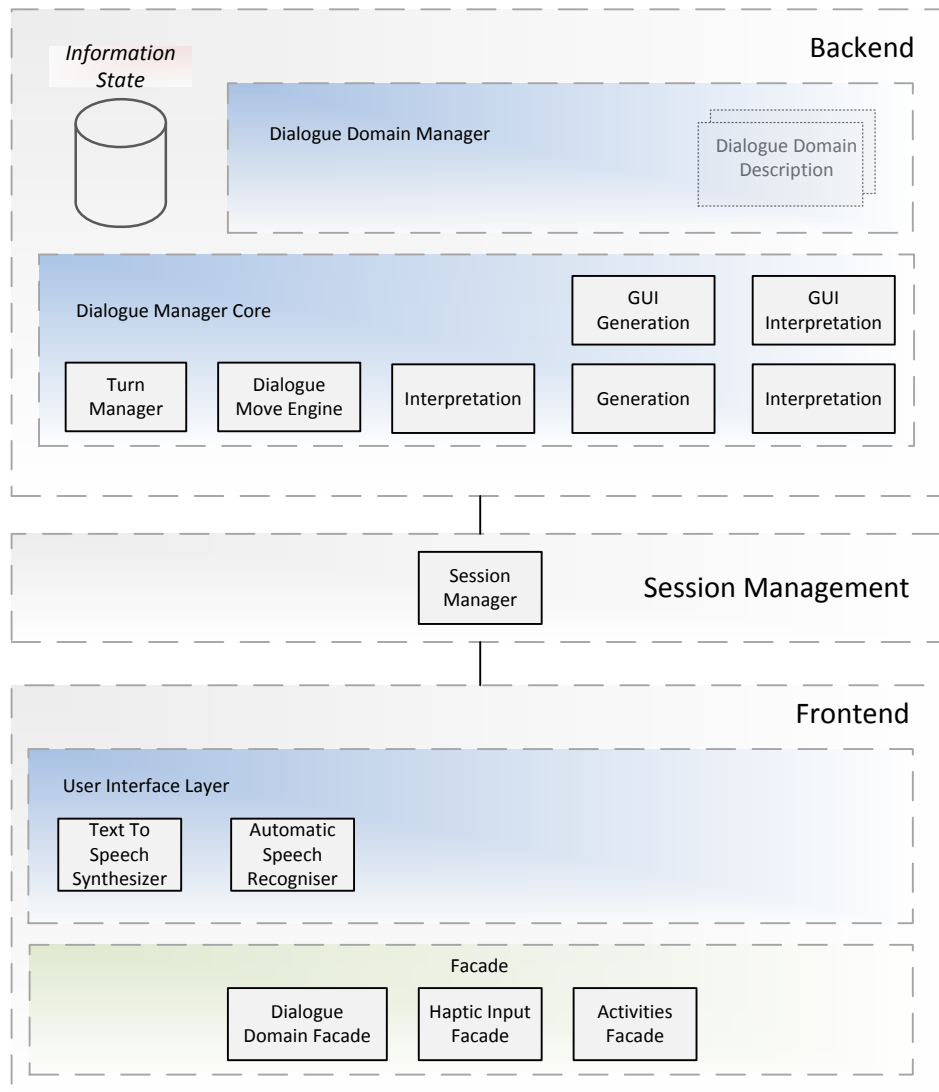 Backend
Information
State
Dialogue Domain Manager
Dialogue Domain
Description
Dialogue Manager Core
GUI
Generation
GUI
Interpretation
Turn
Manager
Dialogue
Move Engine
Interpretation
Generation
Interpretation
Session
Manager
Session Management
Frontend
User Interface Layer
Text To
Speech
Synthesizer
Automatic
Speech
Recogniser
Facade
Dialogue
Domain Facade
Haptic Input
Facade
Activities
Facade